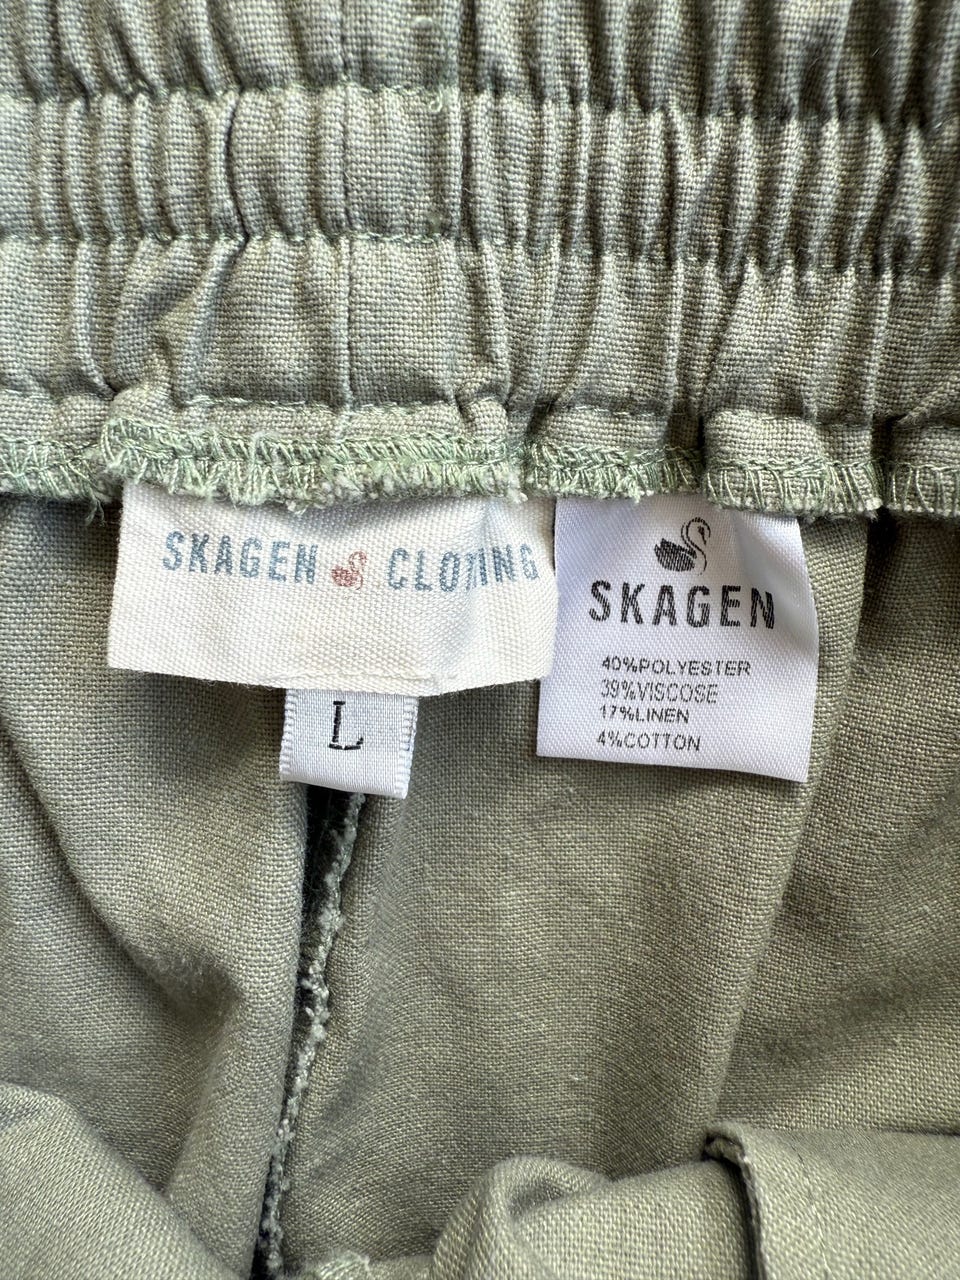 SKAGEN CLOTHING
L
SKAGEN
40%POLYESTER
39%VISCOSE
17%LINEN
4%COTTON